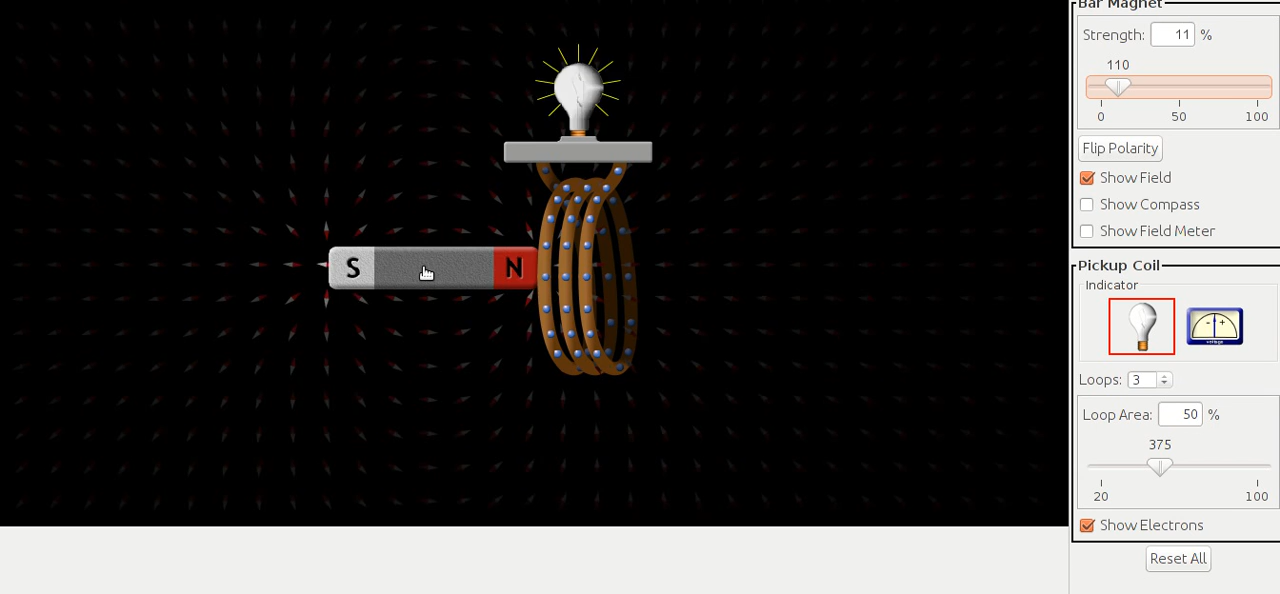 Bar Magnet
Strength: 11 %
110
0 50 100
Flip Polarity
Show Field
Show Compass
Show Field Meter
S N
Pickup Coil
Indicator
- +
voltage
Loops: 3
Loop Area: 50 %
375
20 100
Show Electrons
Reset All